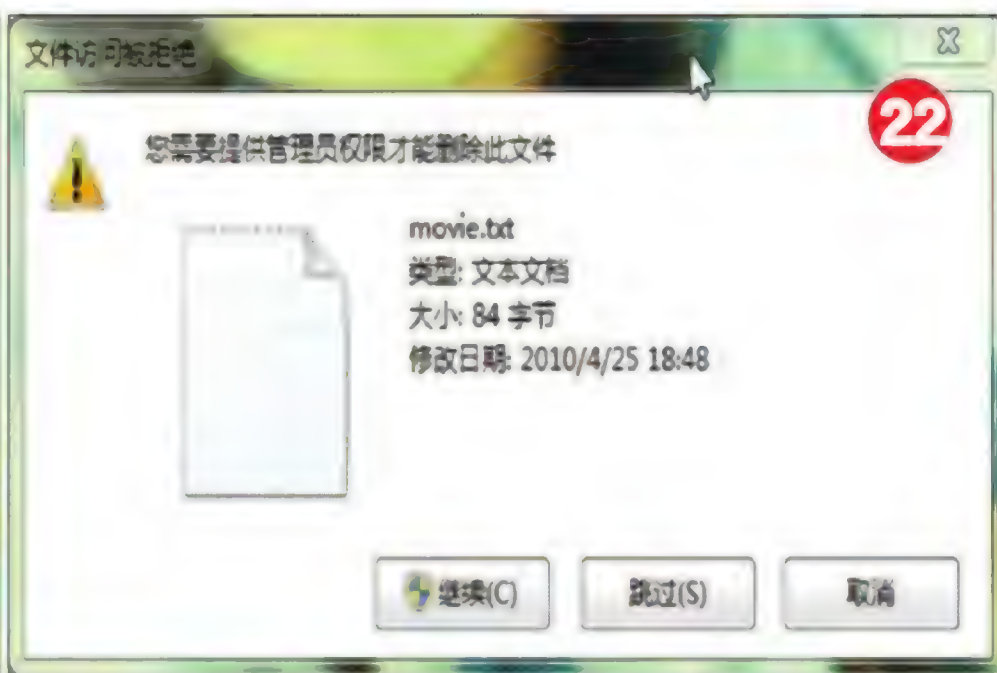 文件访问被拒绝
22
您需要提供管理员权限才能删除此文件
movie.txt
类型: 文本文档
大小: 84 字节
修改日期: 2010/4/25 18:48
继续(C)
跳过(S)
取消